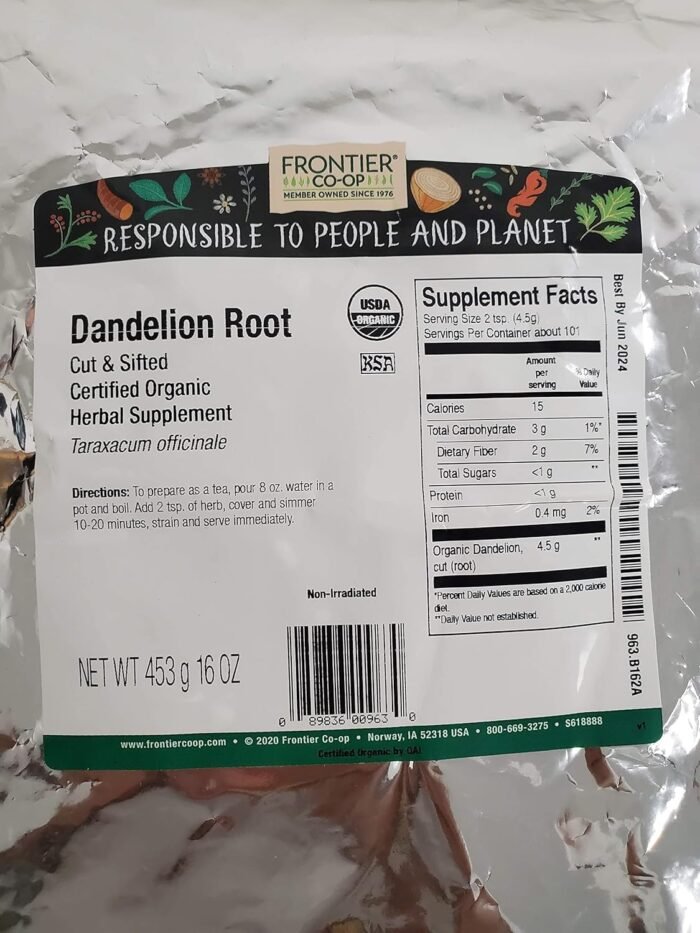 FRONTIER®
CO-OP
MEMBER OWNED SINCE 1976
RESPONSIBLE TO PEOPLE AND PLANET
Dandelion Root
Cut & Sifted
Certified Organic
Herbal Supplement
Taraxacum officinale
Directions: To prepare as a tea, pour 8 oz. water in a
pot and boil. Add 2 tsp. of herb, cover and simmer
10-20 minutes, strain and serve immediately.
USDA
ORGANIC
KSA
Supplement Facts
Serving Size 2 tsp. (4.5g)
Servings Per Container about 101
Amount
per
serving
% Daily
Value
Calories 15
Total Carbohydrate 3 g 1%*
Dietary Fiber 2 g 7%
Total Sugars <1 g **
Protein <1 g
Iron 0.4 mg 2%
Organic Dandelion, 4.5 g **
cut (root)
*Percent Daily Values are based on a 2,000 calorie
diet.
**Daily Value not established.
Best By Jun 2024
963.B162A
Non-Irradiated
NET WT 453 g 16 OZ
0 89836 00963 0
www.frontiercoop.com • © 2020 Frontier Co-op • Norway, IA 52318 USA • 800-669-3275 • S618888
v1
Certified Organic by QAI